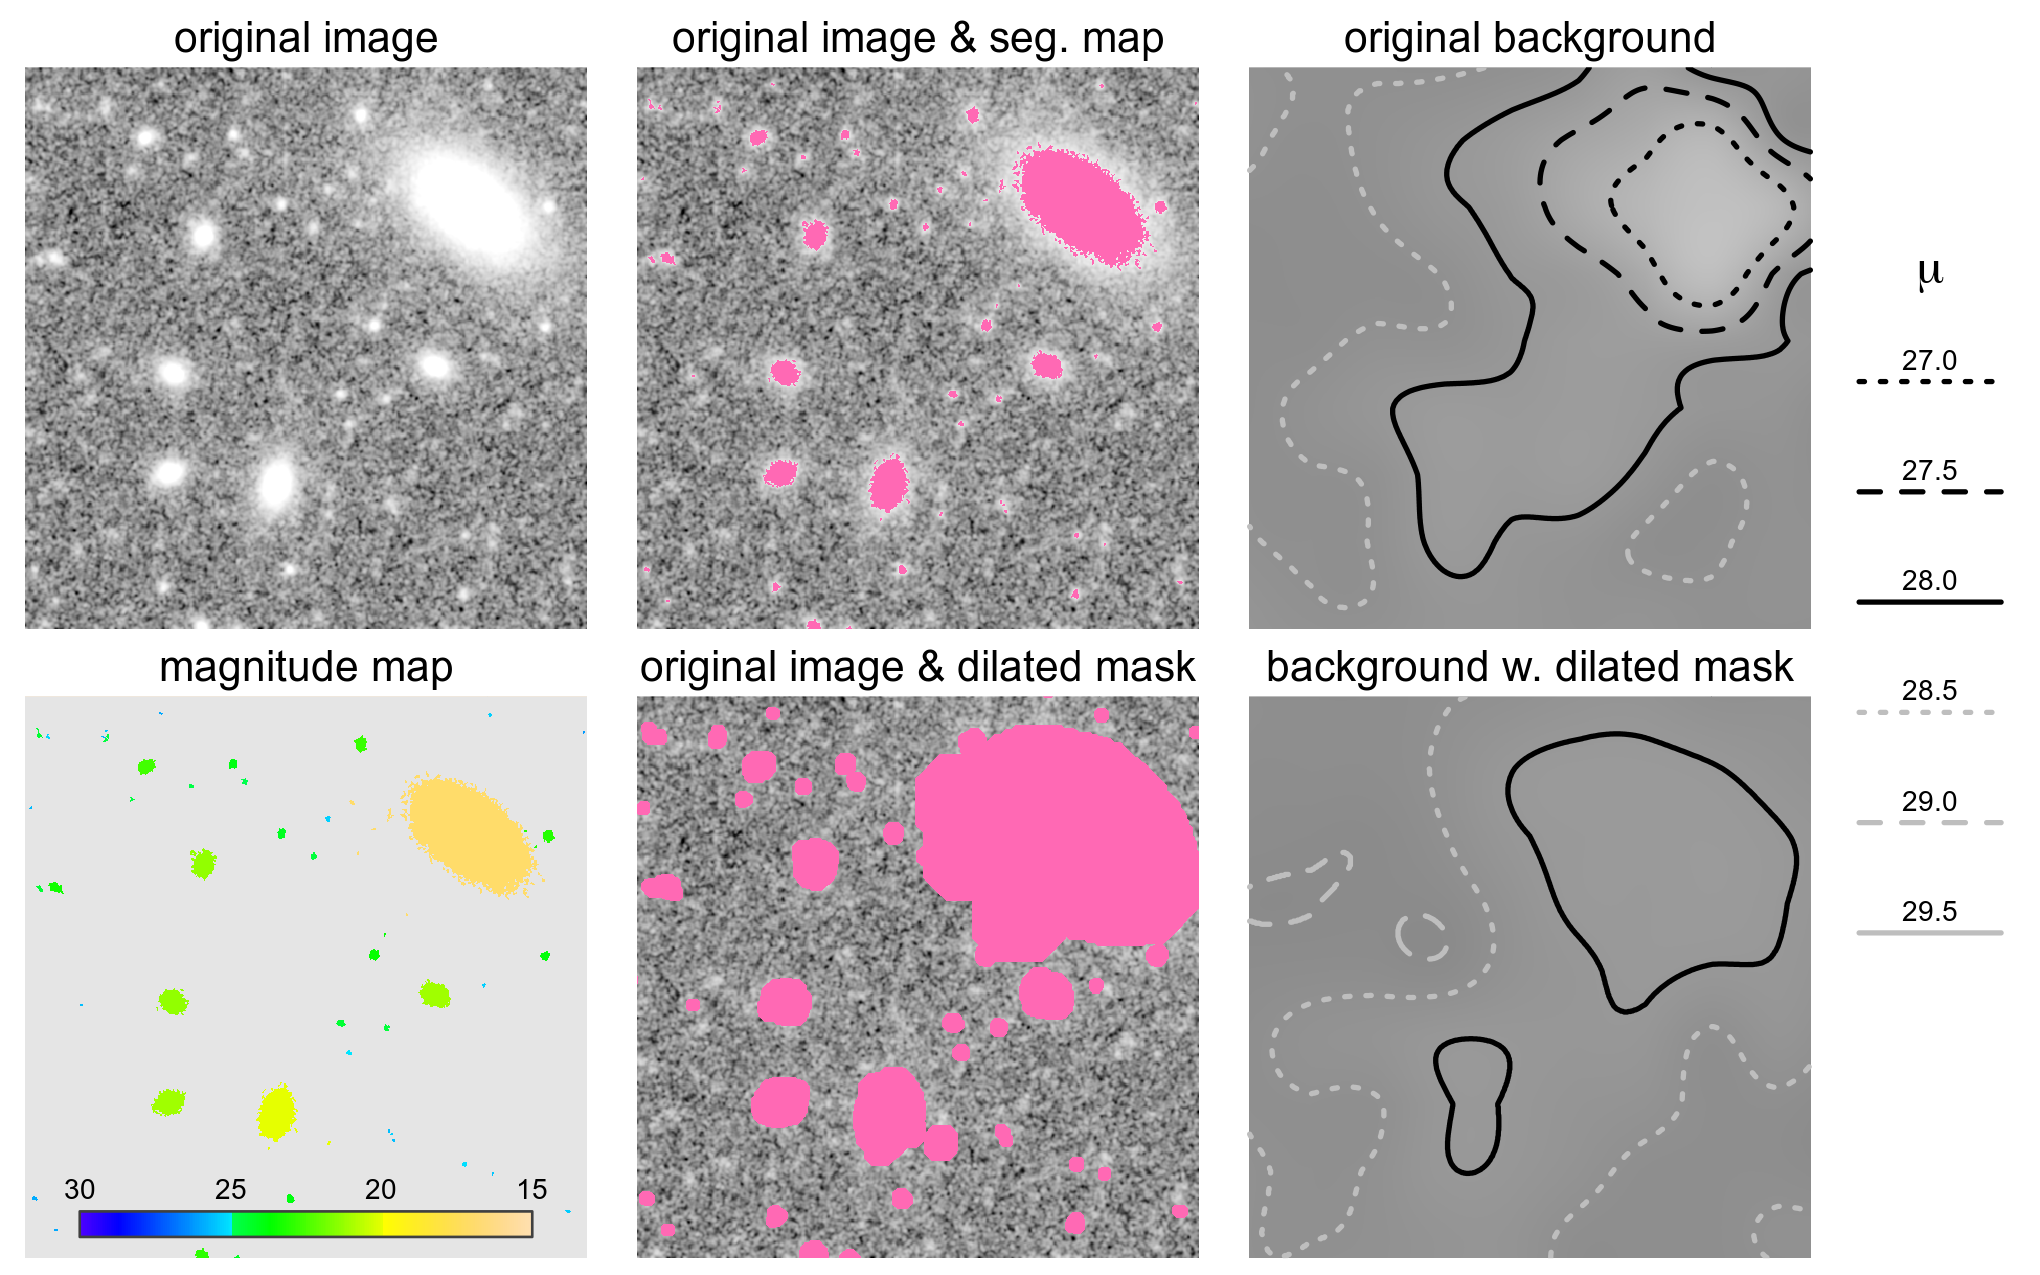 original image
original image & seg. map
original background
μ
27.0
27.5
28.0
28.5
29.0
29.5
magnitude map
original image & dilated mask
background w. dilated mask
30 25 20 15